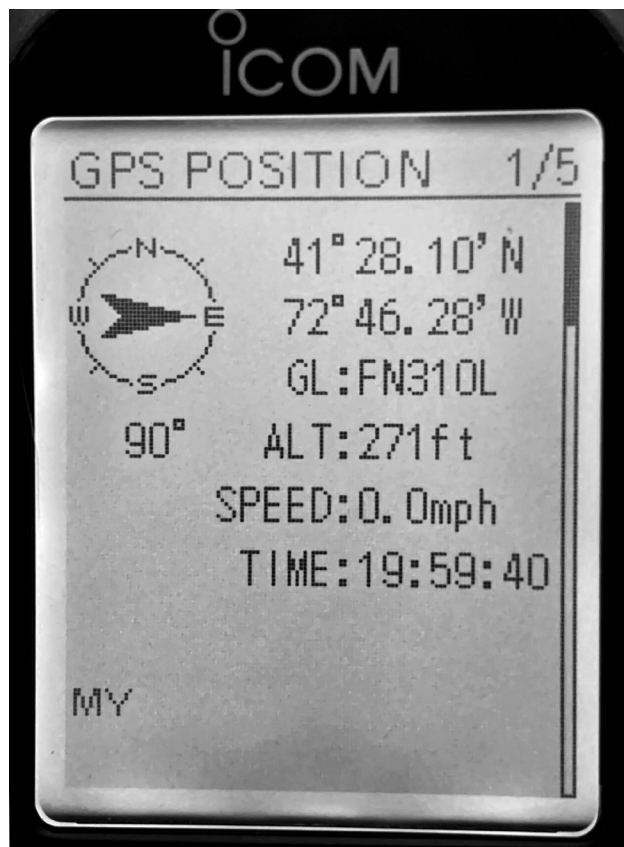 ICOM
GPS POSITION 1/5
N
W E
S
90°
41°28.10'N
72°46.28'W
GL:FN31OL
ALT:271ft
SPEED:0.0mph
TIME:19:59:40
MY